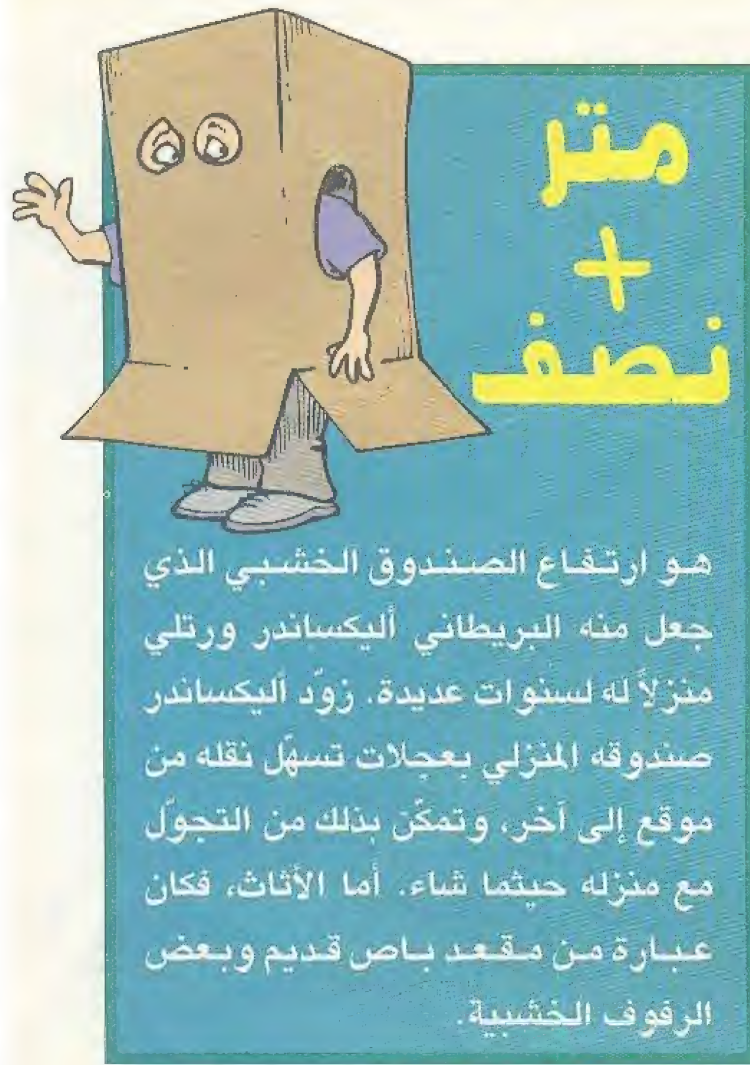 متر
+
نصف
هو ارتفاع الصندوق الخشبي الذي
جعل منه البريطاني أليكساندر ورتلي
منزلاً له لسنوات عديدة. زوّد أليكساندر
صندوقه المنزلي بعجلات تسهّل نقله من
موقع إلى آخر، وتمكّن بذلك من التجوّل
مع منزله حيثما شاء. أما الأثاث، فكان
عبارة من مقعد باص قديم وبعض
الرفوف الخشبية.